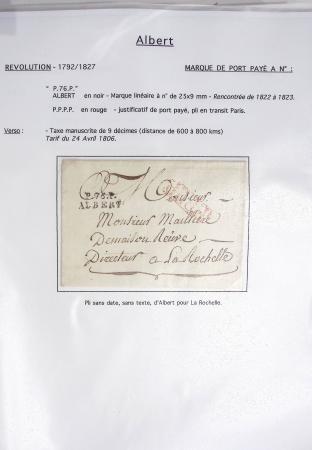 Albert
REVOLUTION - 1792/1827
MARQUE DE PORT PAYÉ A N° :
" P.76.P."
ALBERT en noir - Marque linéaire à n° de 25x9 mm - Rencontrée de 1822 à 1823.
P.P.P.P. en rouge - justificatif de port payé, pli en transit Paris.
Verso : - Taxe manuscrite de 9 décimes (distance de 600 à 800 kms)
Tarif du 24 Avril 1806.
P.76.P.
ALBERT
Monsieur
Monsieur
Directeur a La Rochelle
Pli sans date, sans texte, d'Albert pour La Rochelle.